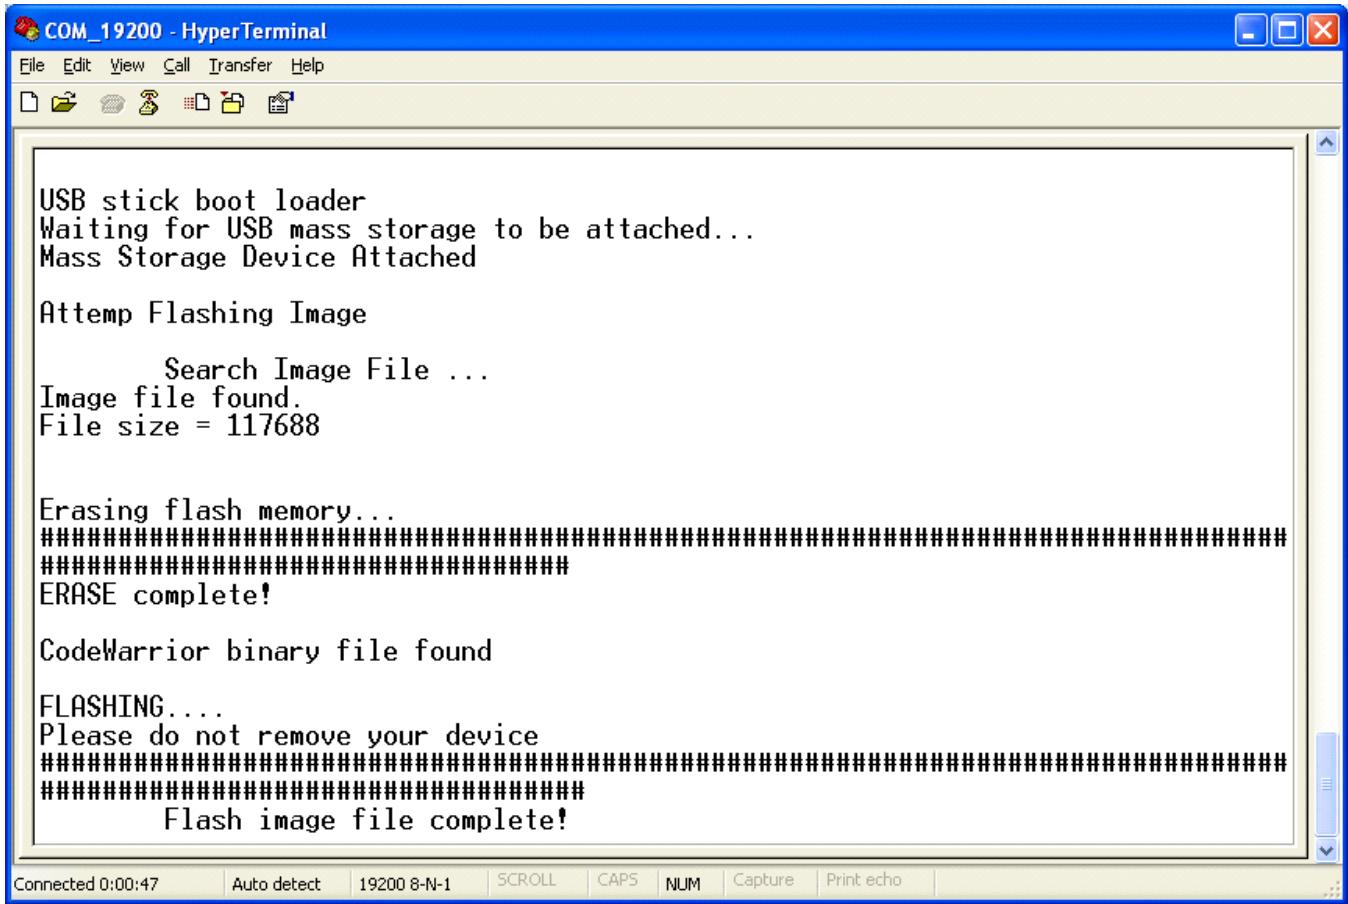 COM_19200 - HyperTerminal
File Edit View Call Transfer Help
USB stick boot loader
Waiting for USB mass storage to be attached...
Mass Storage Device Attached
Attemp Flashing Image
Search Image File ...
Image file found.
File size = 117688
Erasing flash memory...
################################################################################
##################################
ERASE complete!
CodeWarrior binary file found
FLASHING....
Please do not remove your device
################################################################################
###################################
Flash image file complete!
Connected 0:00:47 Auto detect 19200 8-N-1 SCROLL CAPS NUM Capture Print echo